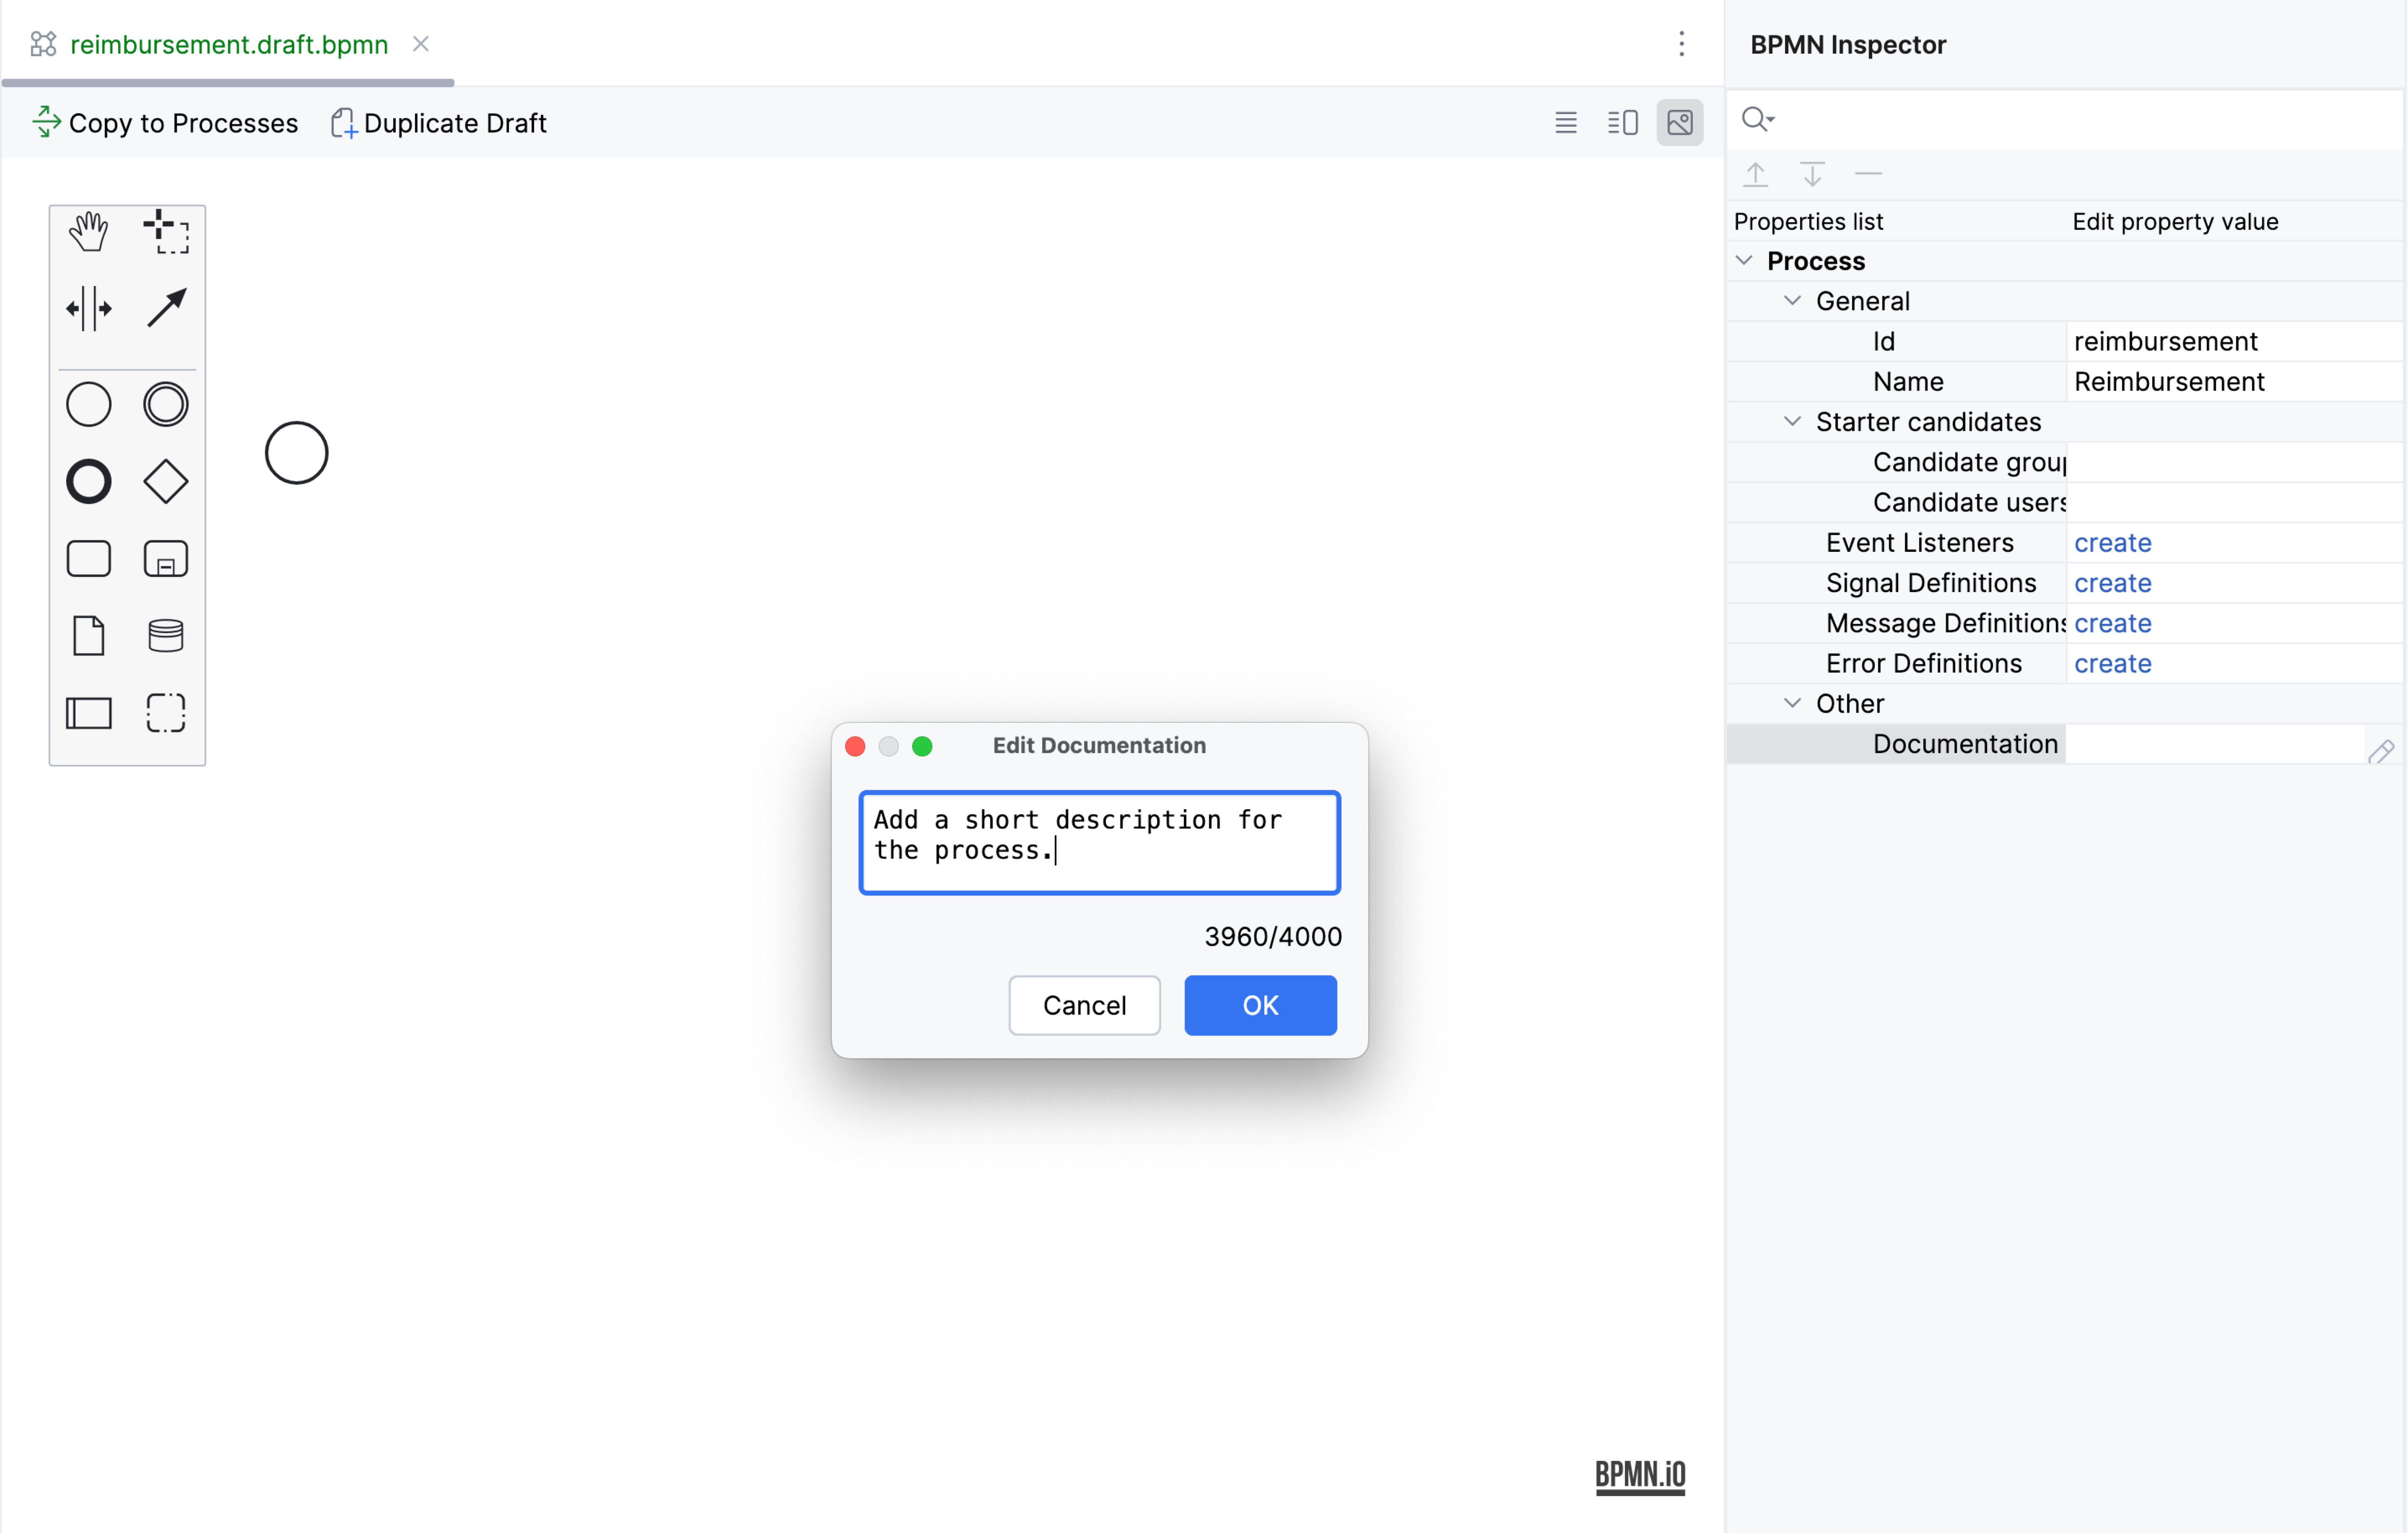 reimbursement.draft.bpmn
Copy to Processes
Duplicate Draft
Edit Documentation
Add a short description for
the process.
3960/4000
Cancel
OK
BPMN.iO
BPMN Inspector
Properties list Edit property value
Process
General
Id reimbursement
Name Reimbursement
Starter candidates
Candidate group
Candidate users
Event Listeners create
Signal Definitions create
Message Definitions create
Error Definitions create
Other
Documentation